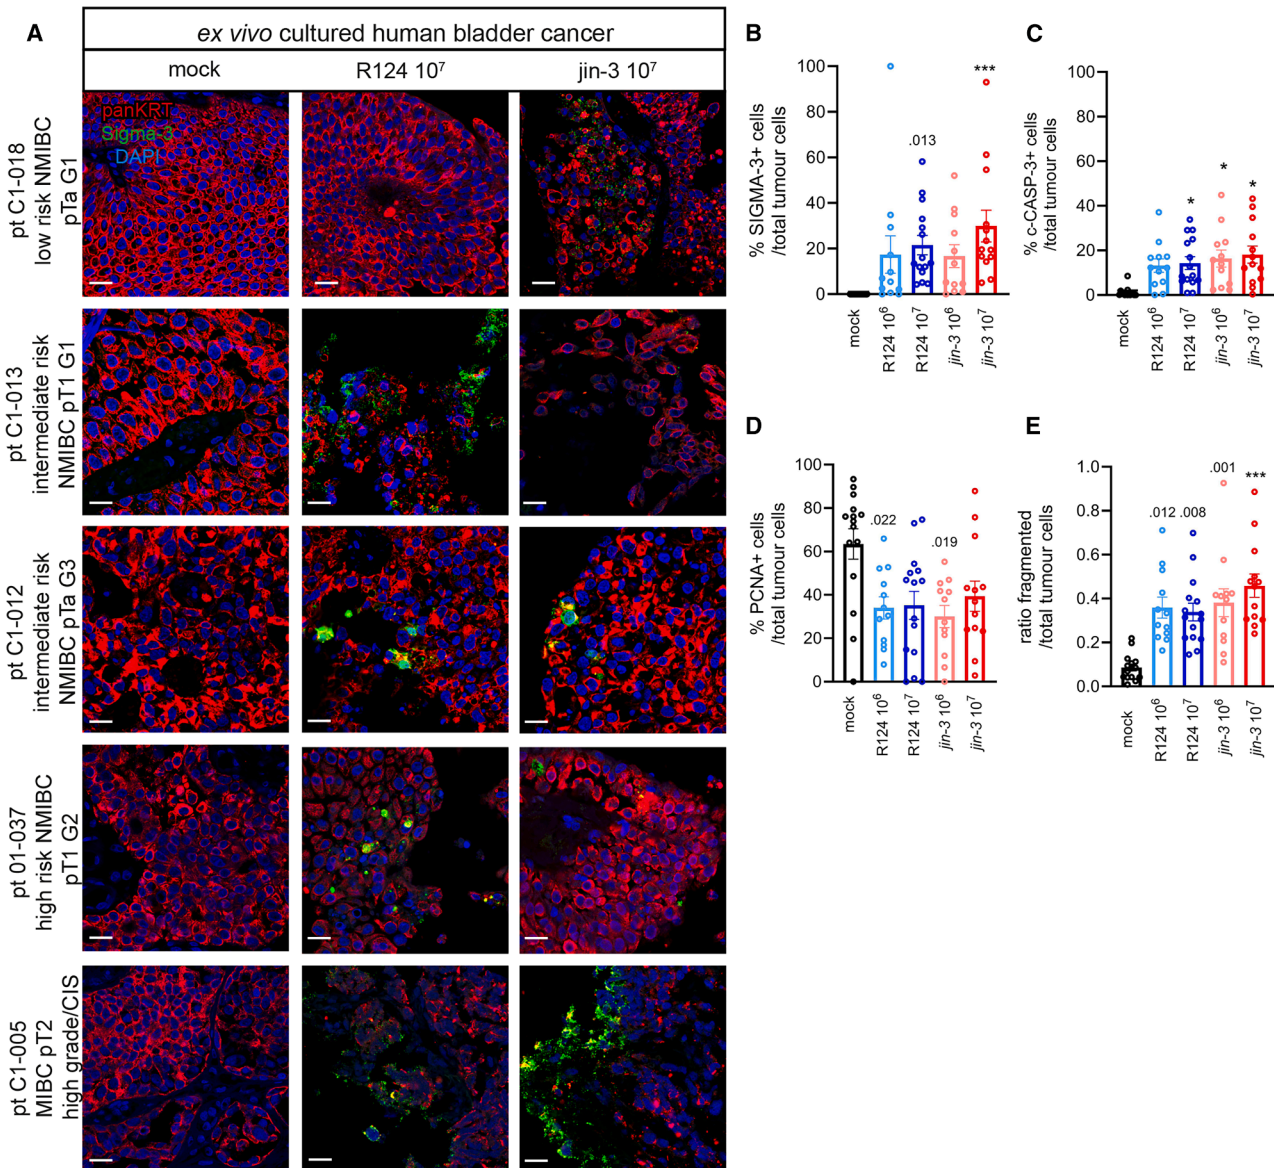 A
ex vivo cultured human bladder cancer
mock
R124 10⁷
jin-3 10⁷
panKRT
Sigma-3
DAPI
pt C1-018
low risk NMIBC
pTa G1
pt C1-013
intermediate risk
NMIBC pT1 G1
pt C1-012
intermediate risk
NMIBC pTa G3
pt 01-037
high risk NMIBC
pT1 G2
pt C1-005
MIBC pT2
high grade/CIS
B
% SIGMA-3+ cells
/total tumour cells
100
80
60
40
20
0
.013
***
mock
R124 10⁶
R124 10⁷
jin-3 10⁶
jin-3 10⁷
C
% c-CASP-3+ cells
/total tumour cells
100
80
60
40
20
0
*
*
*
mock
R124 10⁶
R124 10⁷
jin-3 10⁶
jin-3 10⁷
D
% PCNA+ cells
/total tumour cells
100
80
60
40
20
0
.022
.019
mock
R124 10⁶
R124 10⁷
jin-3 10⁶
jin-3 10⁷
E
ratio fragmented
/total tumour cells
1.0
0.8
0.6
0.4
0.2
0.0
.012 .008
.001
***
mock
R124 10⁶
R124 10⁷
jin-3 10⁶
jin-3 10⁷